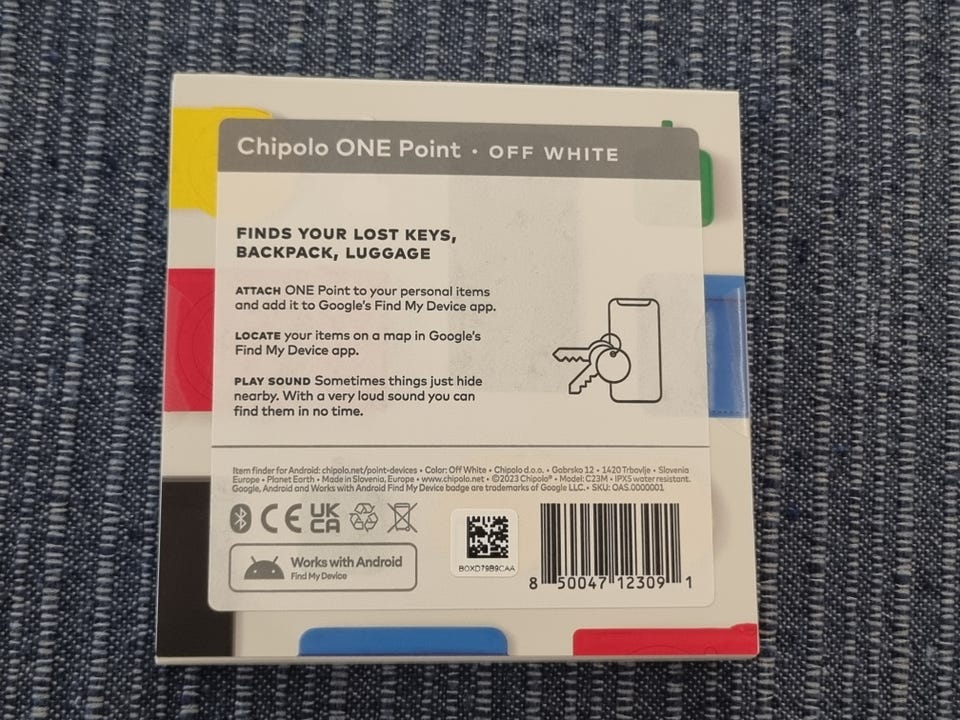 Chipolo ONE Point • OFF WHITE
FINDS YOUR LOST KEYS,
BACKPACK, LUGGAGE
ATTACH ONE Point to your personal items
and add it to Google's Find My Device app.
LOCATE your items on a map in Google's
Find My Device app.
PLAY SOUND Sometimes things just hide
nearby. With a very loud sound you can
find them in no time.
Item finder for Android: chipolo.net/point-devices • Color: Off White • Chipolo d.o.o. • Gabrsko 12 • 1420 Trbovlje • Slovenia
Europe • Planet Earth • Made in Slovenia, Europe • www.chipolo.net • ©2023 Chipolo® • Model: C23M • IPX5 water resistant.
Google, Android and Works with Android Find My Device badge are trademarks of Google LLC. • SKU: OAS.0000001
CE UK CA
Works with Android
Find My Device
BOXD79B9CAA
8 50047 12309 1